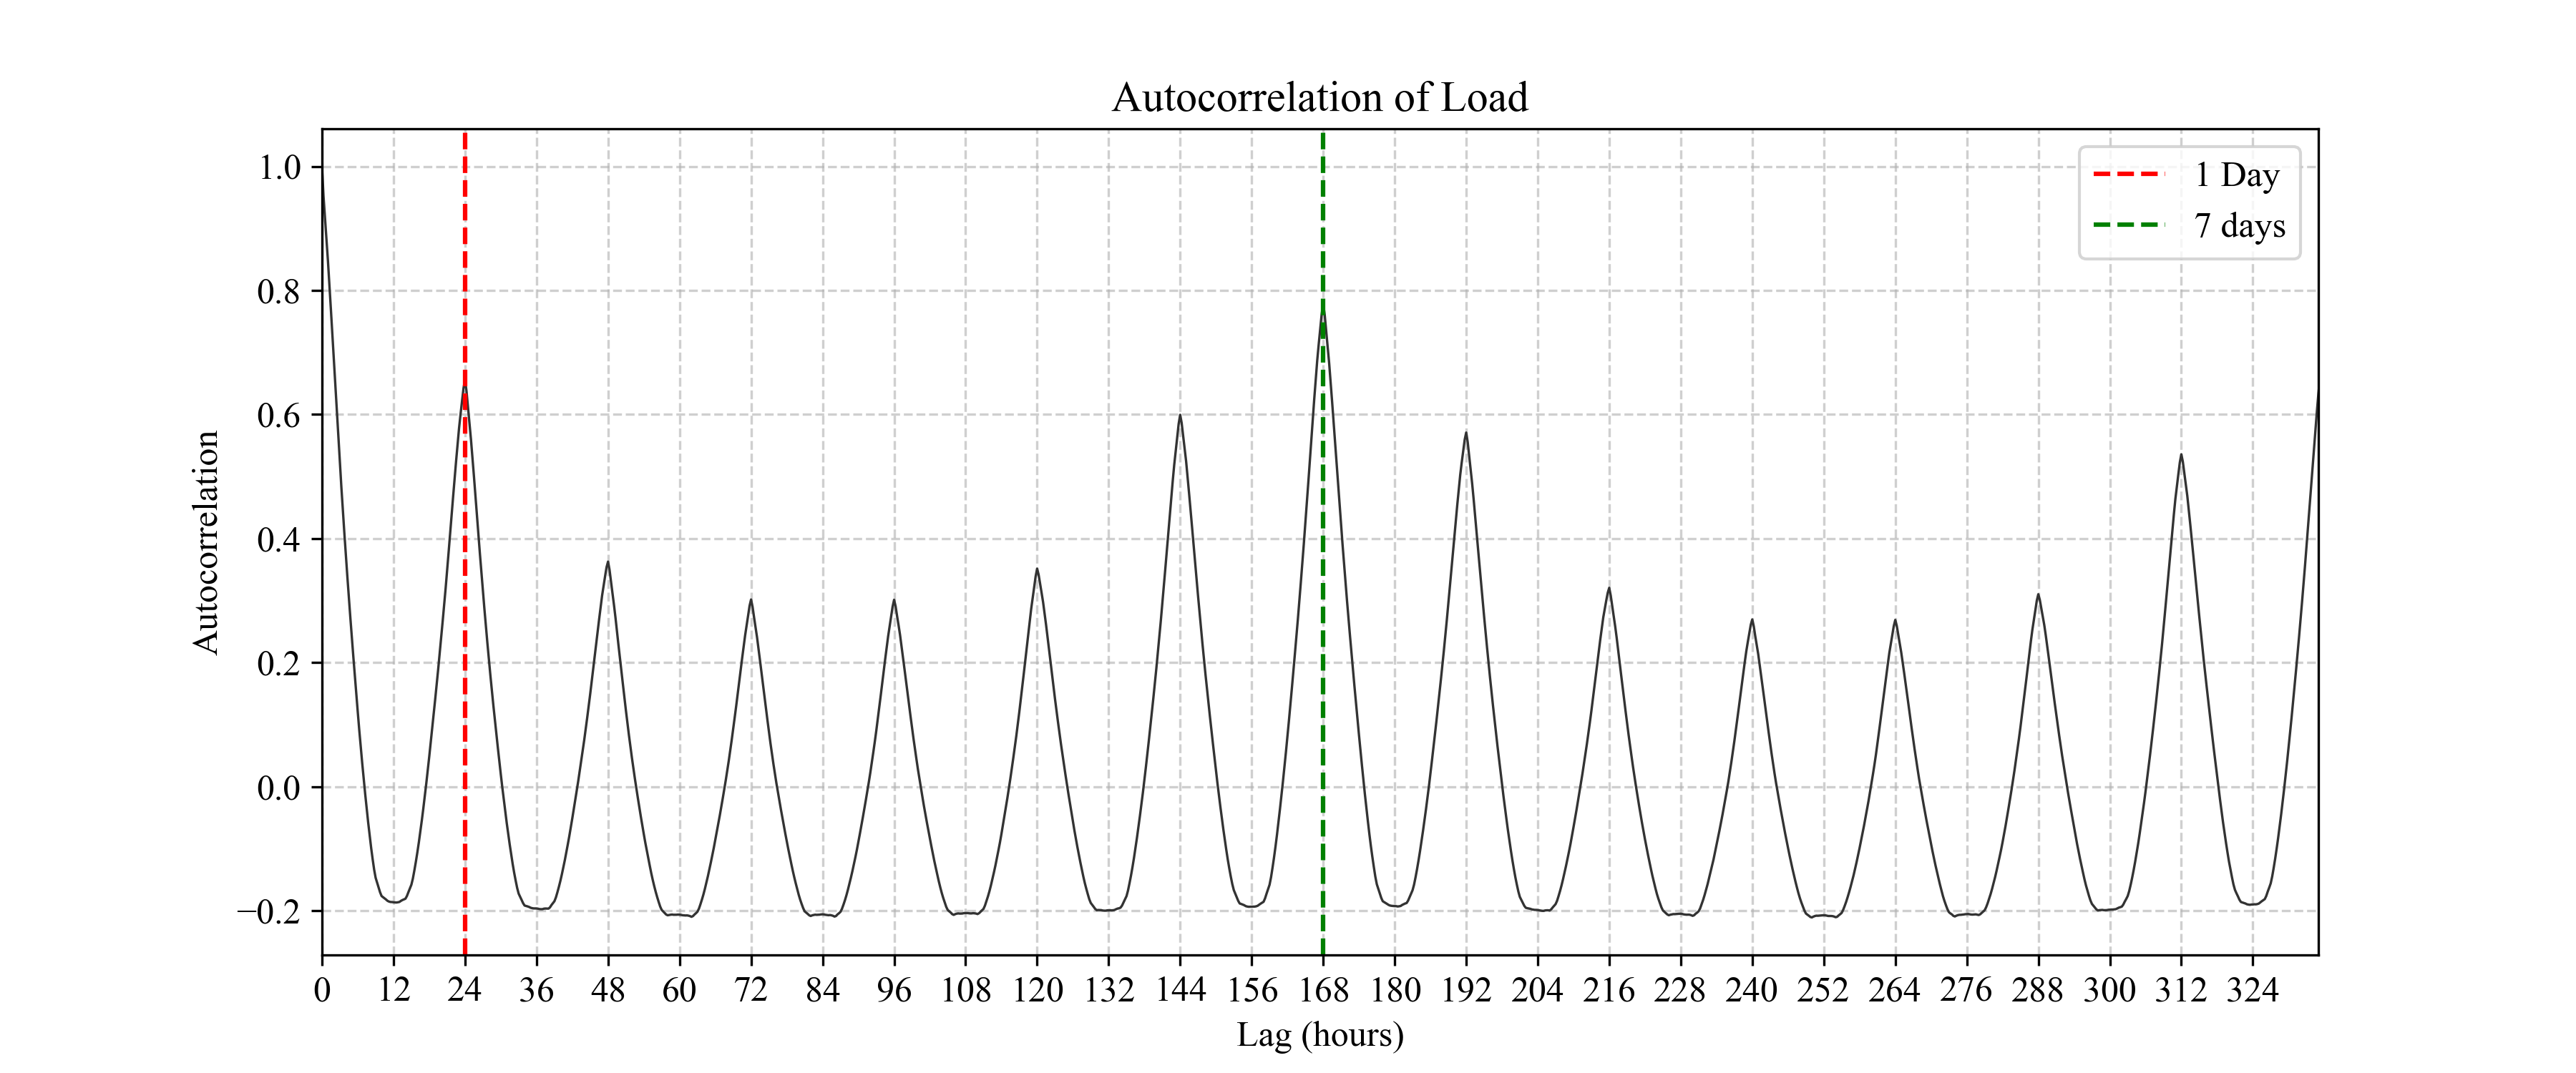 Autocorrelation of Load
1.0
0.8
0.6
0.4
0.2
0.0
−0.2
Autocorrelation
1 Day
7 days
0 12 24 36 48 60 72 84 96 108 120 132 144 156 168 180 192 204 216 228 240 252 264 276 288 300 312 324
Lag (hours)